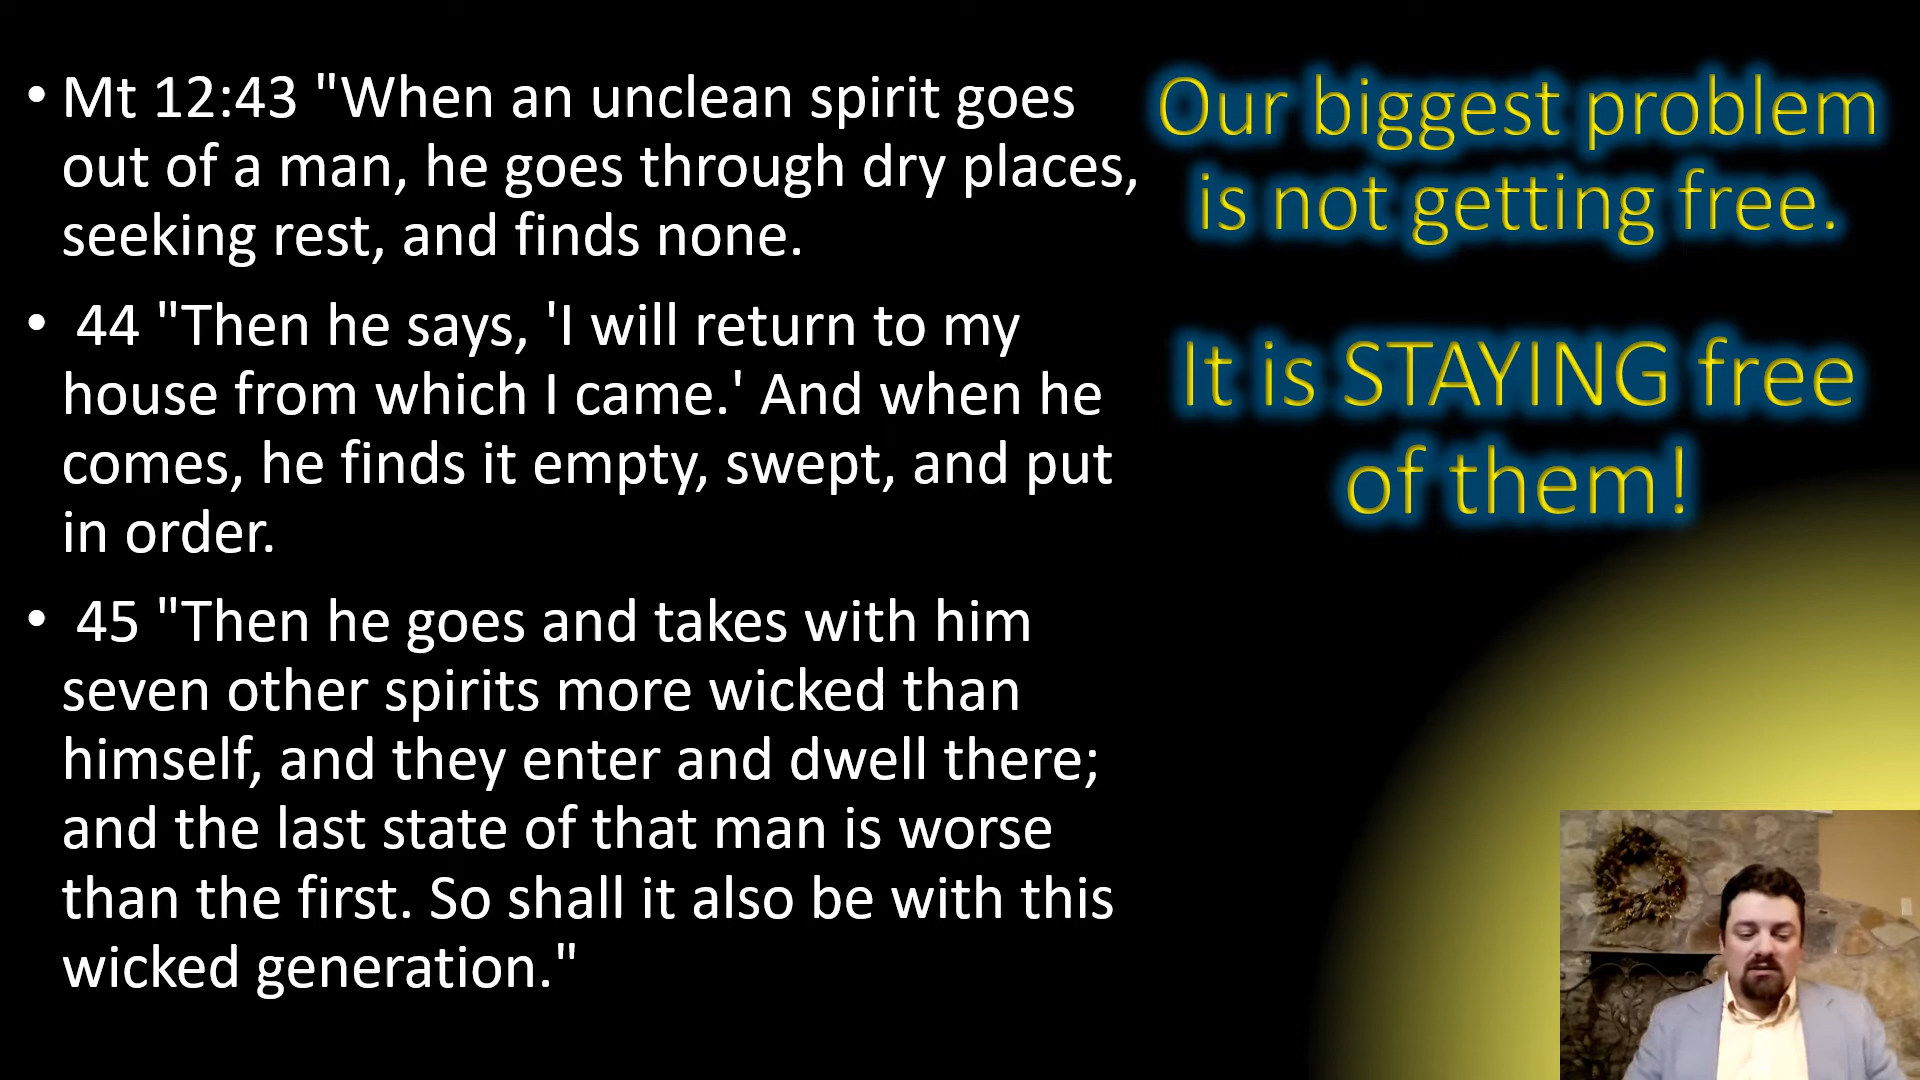 • Mt 12:43 "When an unclean spirit goes
out of a man, he goes through dry places,
seeking rest, and finds none.
• 44 "Then he says, 'I will return to my
house from which I came.' And when he
comes, he finds it empty, swept, and put
in order.
• 45 "Then he goes and takes with him
seven other spirits more wicked than
himself, and they enter and dwell there;
and the last state of that man is worse
than the first. So shall it also be with this
wicked generation."
Our biggest problem
is not getting free.
It is STAYING free
of them!